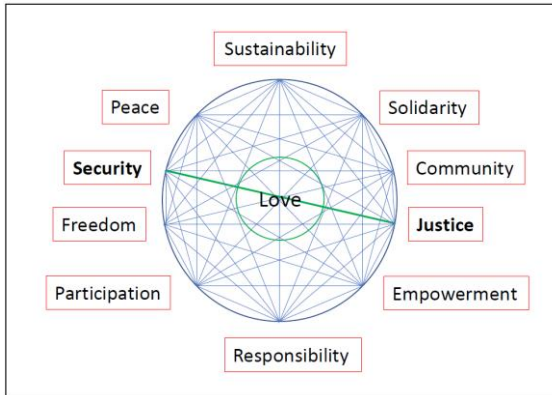 Sustainability
Peace
Solidarity
Security
Community
Love
Freedom
Justice
Participation
Empowerment
Responsibility